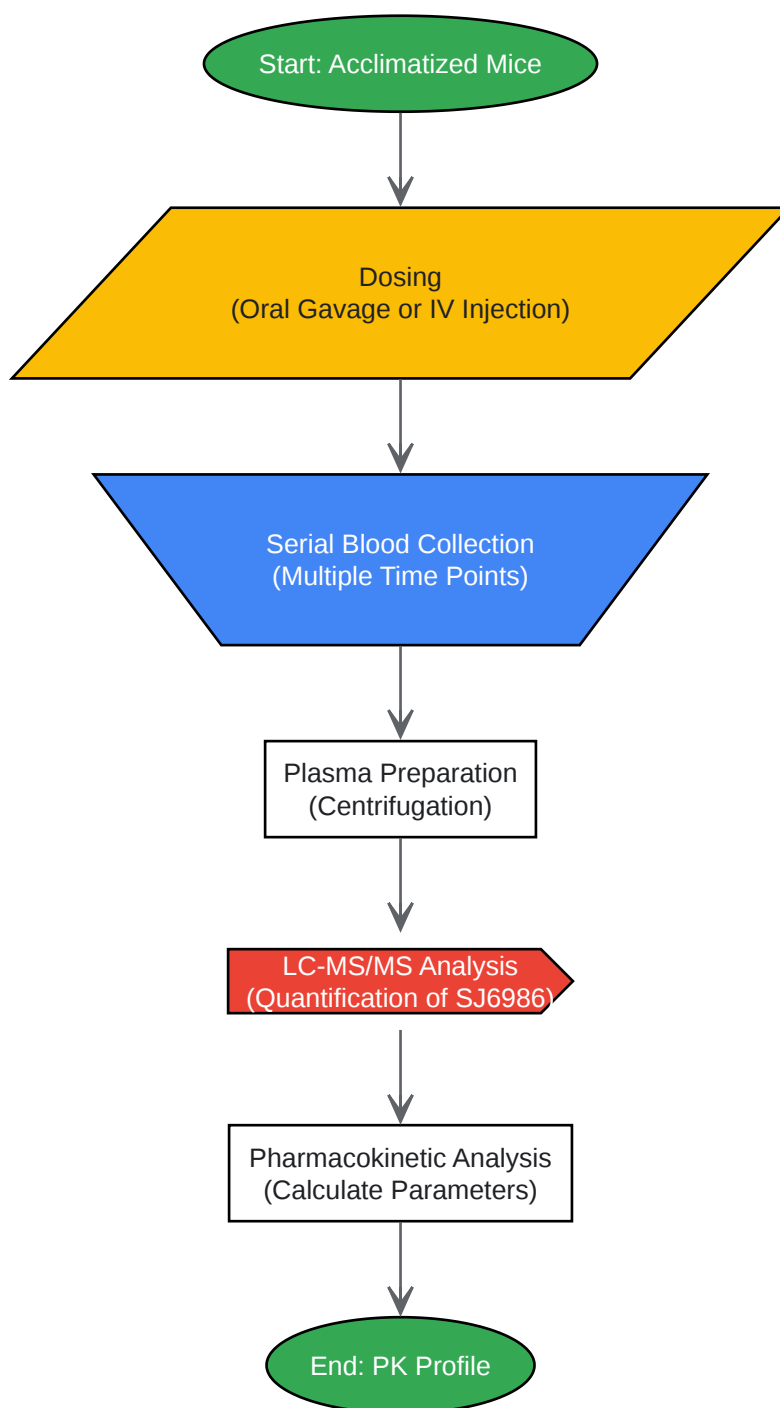 Start: Acclimatized Mice
Dosing
(Oral Gavage or IV Injection)
Serial Blood Collection
(Multiple Time Points)
Plasma Preparation
(Centrifugation)
LC-MS/MS Analysis
(Quantification of SJ6986)
Pharmacokinetic Analysis
(Calculate Parameters)
End: PK Profile